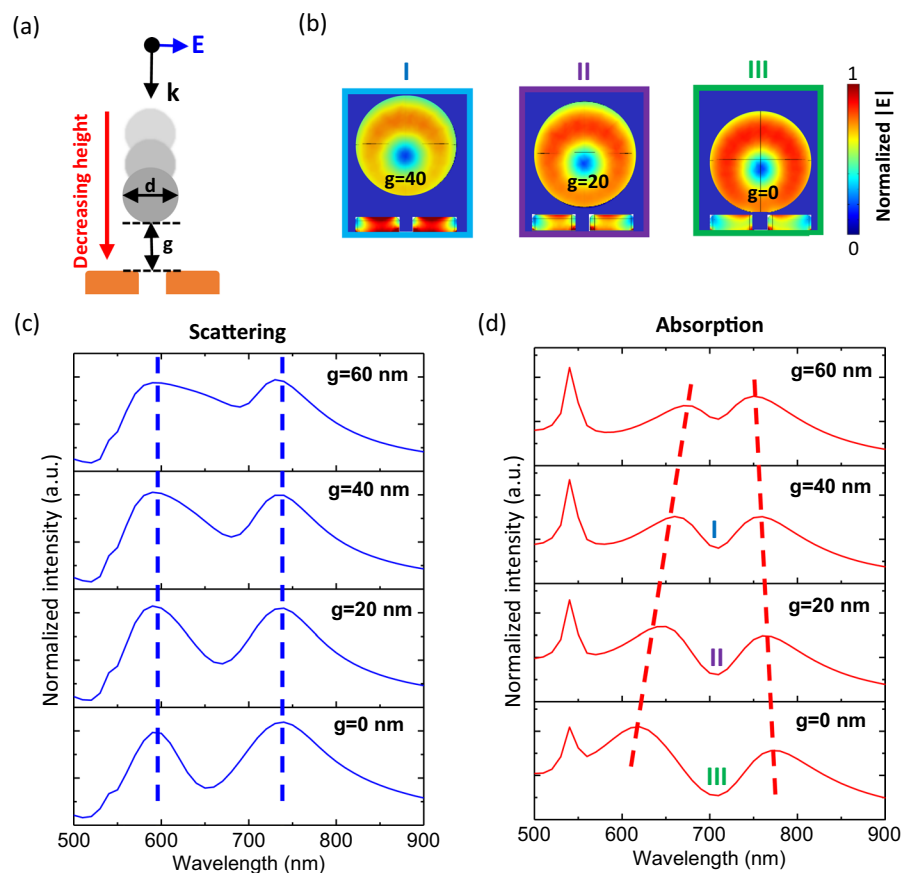 (a)
E
k
Decreasing height
d
g
(b)
I
II
III
g=40
g=20
g=0
1
0
Normalized |E|
(c)
Scattering
g=60 nm
g=40 nm
g=20 nm
g=0 nm
Normalized intensity (a.u.)
500 600 700 800 900
Wavelength (nm)
(d)
Absorption
g=60 nm
g=40 nm
I
g=20 nm
II
g=0 nm
III
Normalized intensity (a.u.)
500 600 700 800 900
Wavelength (nm)